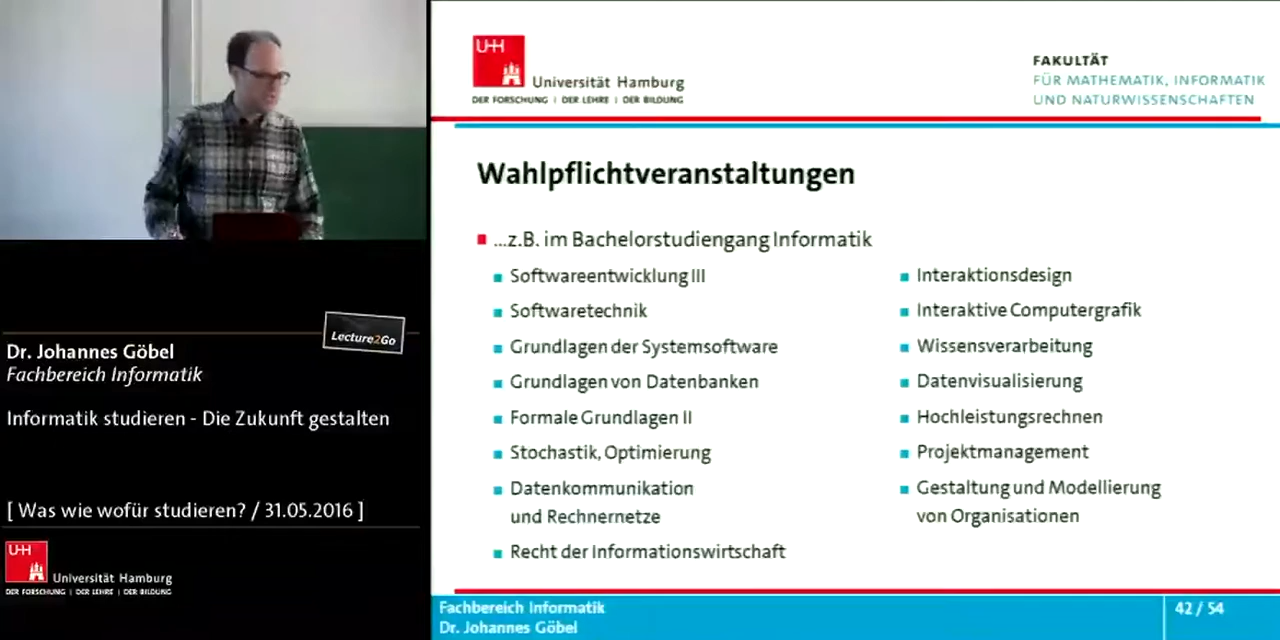 Lecture2Go
Dr. Johannes Göbel
Fachbereich Informatik
Informatik studieren - Die Zukunft gestalten
[ Was wie wofür studieren? / 31.05.2016 ]
UHH
Universität Hamburg
DER FORSCHUNG | DER LEHRE | DER BILDUNG
UHH
Universität Hamburg
DER FORSCHUNG | DER LEHRE | DER BILDUNG
FAKULTÄT
FÜR MATHEMATIK, INFORMATIK
UND NATURWISSENSCHAFTEN
Wahlpflichtveranstaltungen
...z.B. im Bachelorstudiengang Informatik
Softwareentwicklung III
Softwaretechnik
Grundlagen der Systemsoftware
Grundlagen von Datenbanken
Formale Grundlagen II
Stochastik, Optimierung
Datenkommunikation
und Rechnernetze
Recht der Informationswirtschaft
Interaktionsdesign
Interaktive Computergrafik
Wissensverarbeitung
Datenvisualisierung
Hochleistungsrechnen
Projektmanagement
Gestaltung und Modellierung
von Organisationen
Fachbereich Informatik
Dr. Johannes Göbel
42 / 54